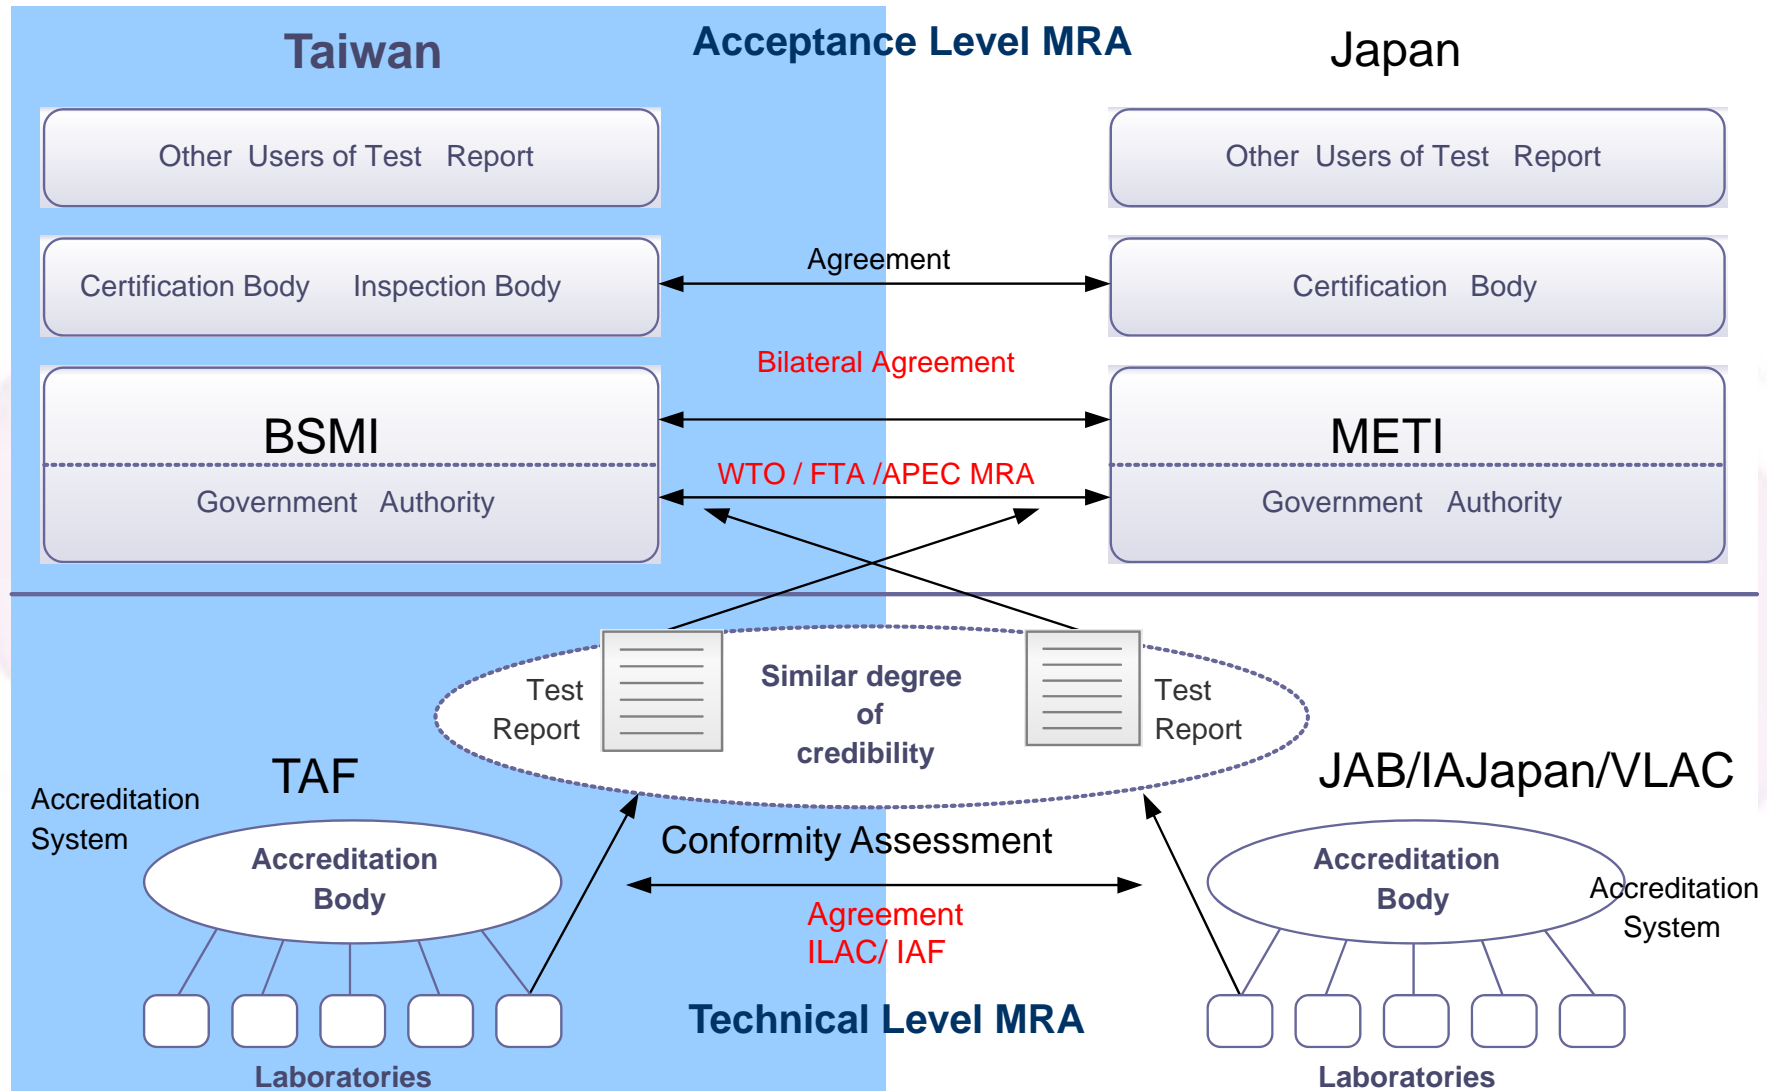 Taiwan
Acceptance Level MRA
Japan
Other Users of Test Report
Other Users of Test Report
Certification Body Inspection Body
Agreement
Certification Body
Bilateral Agreement
BSMI
METI
WTO / FTA /APEC MRA
Government Authority
Government Authority
Test
Report
Similar degree
of
credibility
Test
Report
TAF
JAB/IAJapan/VLAC
Accreditation
System
Accreditation
Body
Conformity Assessment
Agreement
ILAC/ IAF
Accreditation
Body
Accreditation
System
Technical Level MRA
Laboratories
Laboratories